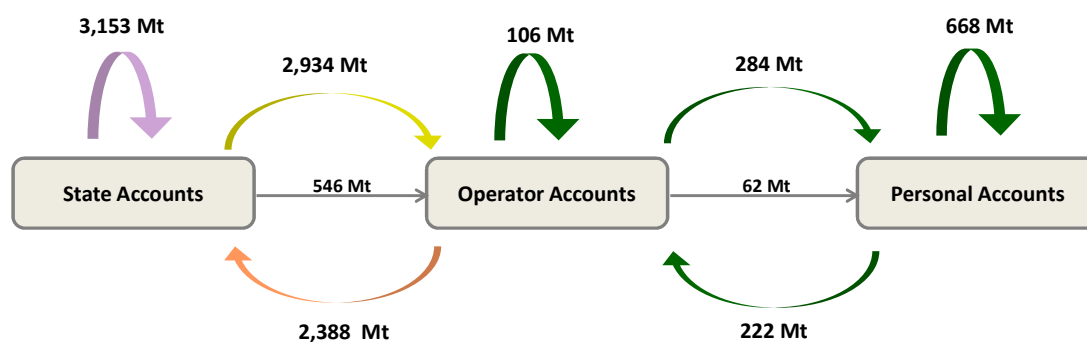 3,153 Mt
106 Mt
668 Mt
2,934 Mt
284 Mt
State Accounts
546 Mt
Operator Accounts
62 Mt
Personal Accounts
2,388  Mt
222 Mt